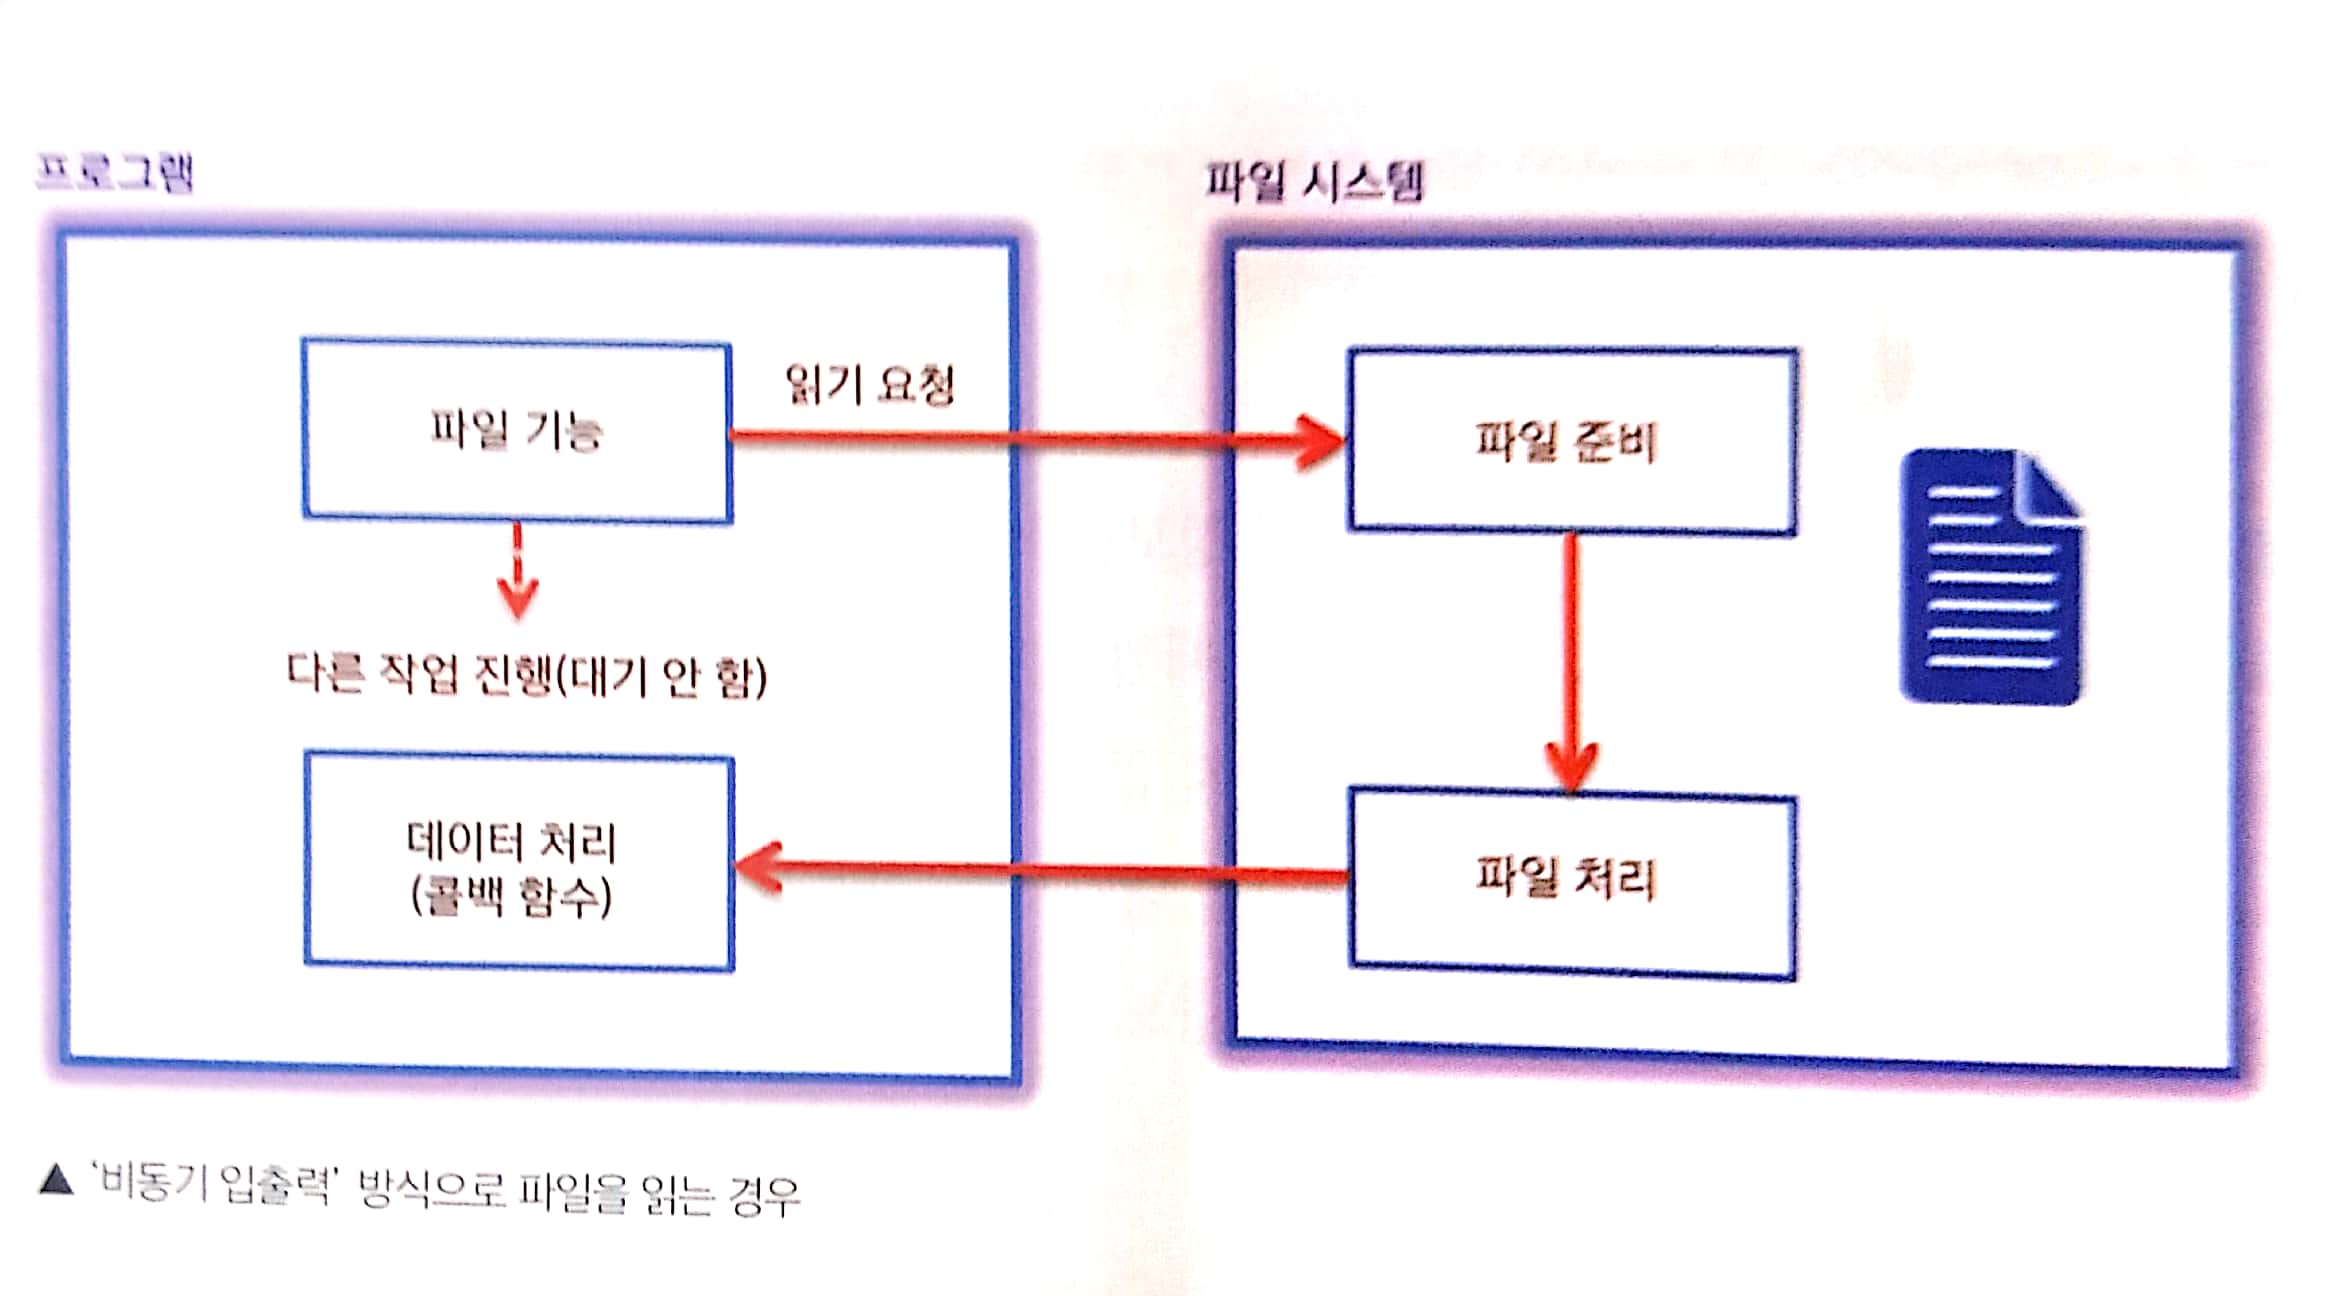 프로그램
파일 시스템
파일 기능
읽기 요청
파일 준비
다른 작업 진행(대기 안 함)
데이터 처리
(콜백 함수)
파일 처리
▲ ‘비동기 입출력’ 방식으로 파일을 읽는 경우